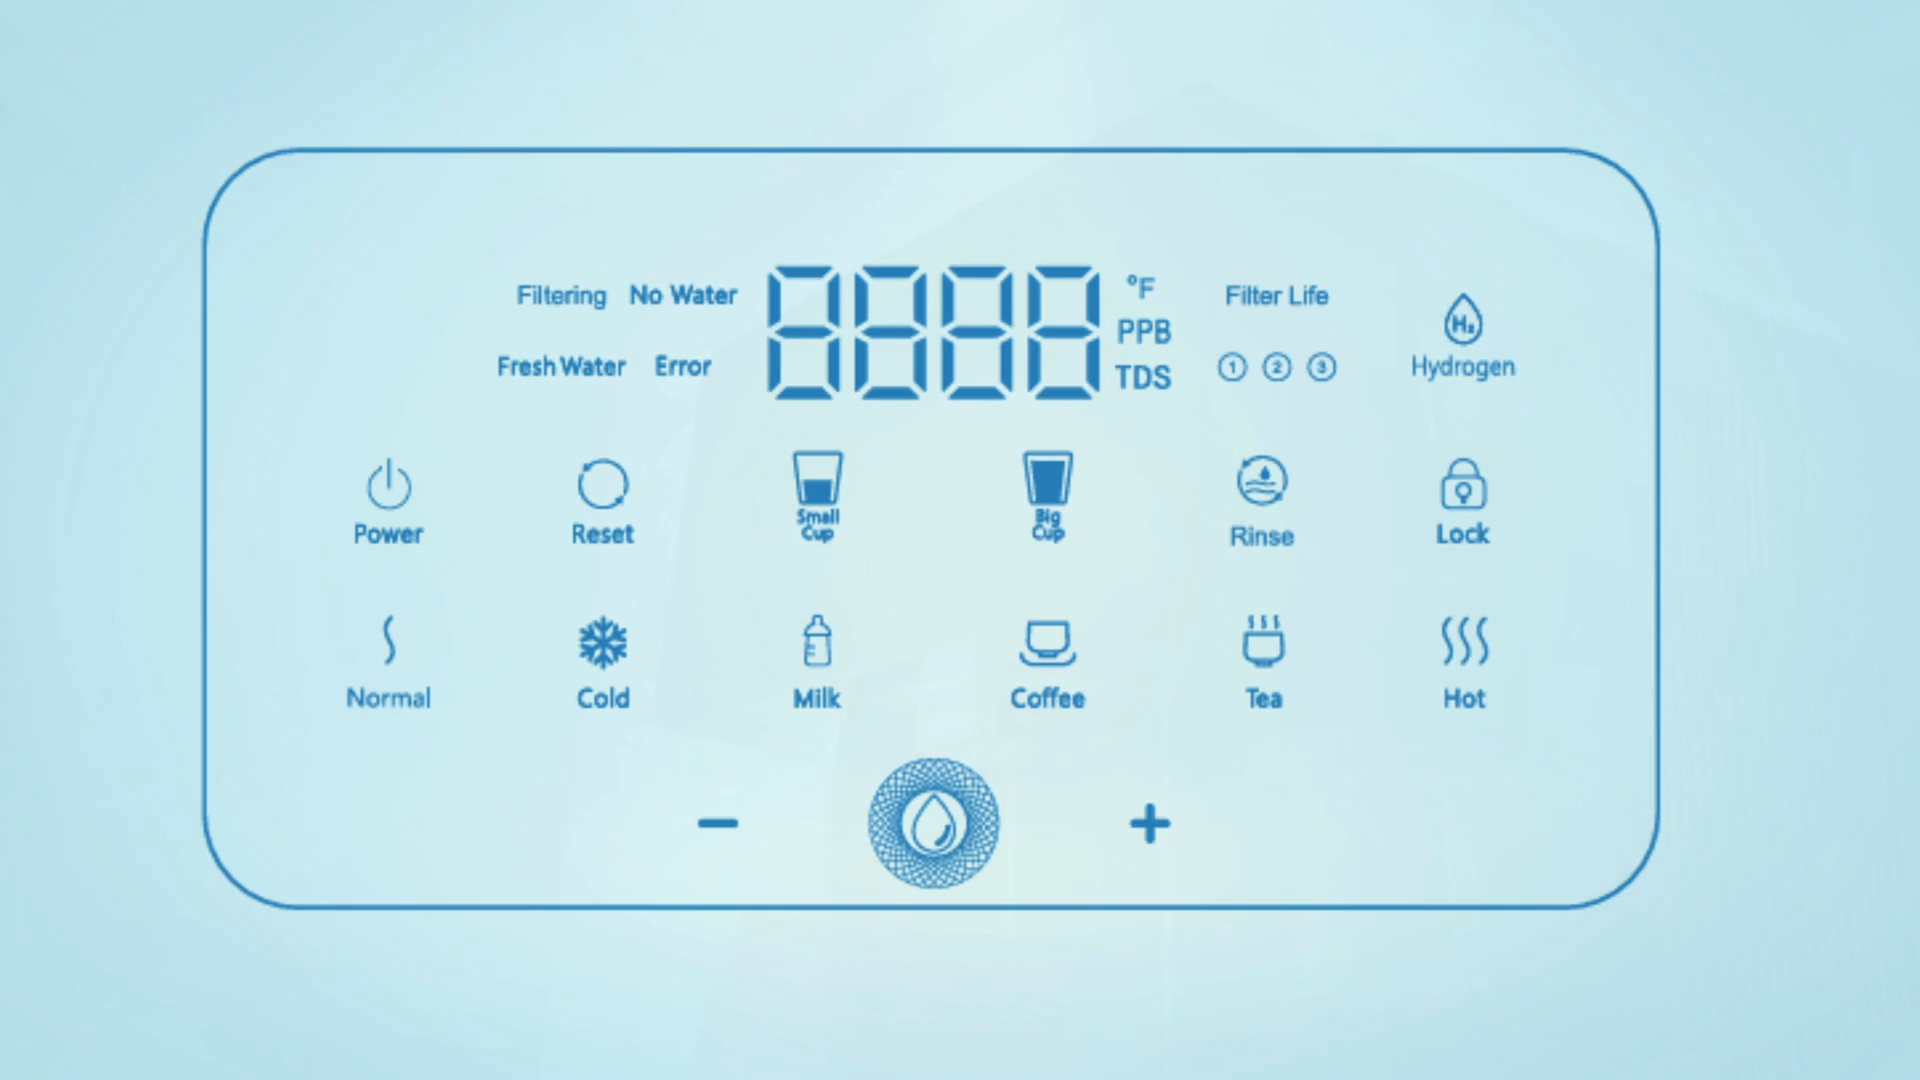 Filtering No Water 8888 °F Filter Life
PPB
TDS
H₂
Fresh Water Error 1 2 3 Hydrogen
Power Reset Small Cup Big Cup Rinse Lock
Normal Cold Milk Coffee Tea Hot
− +